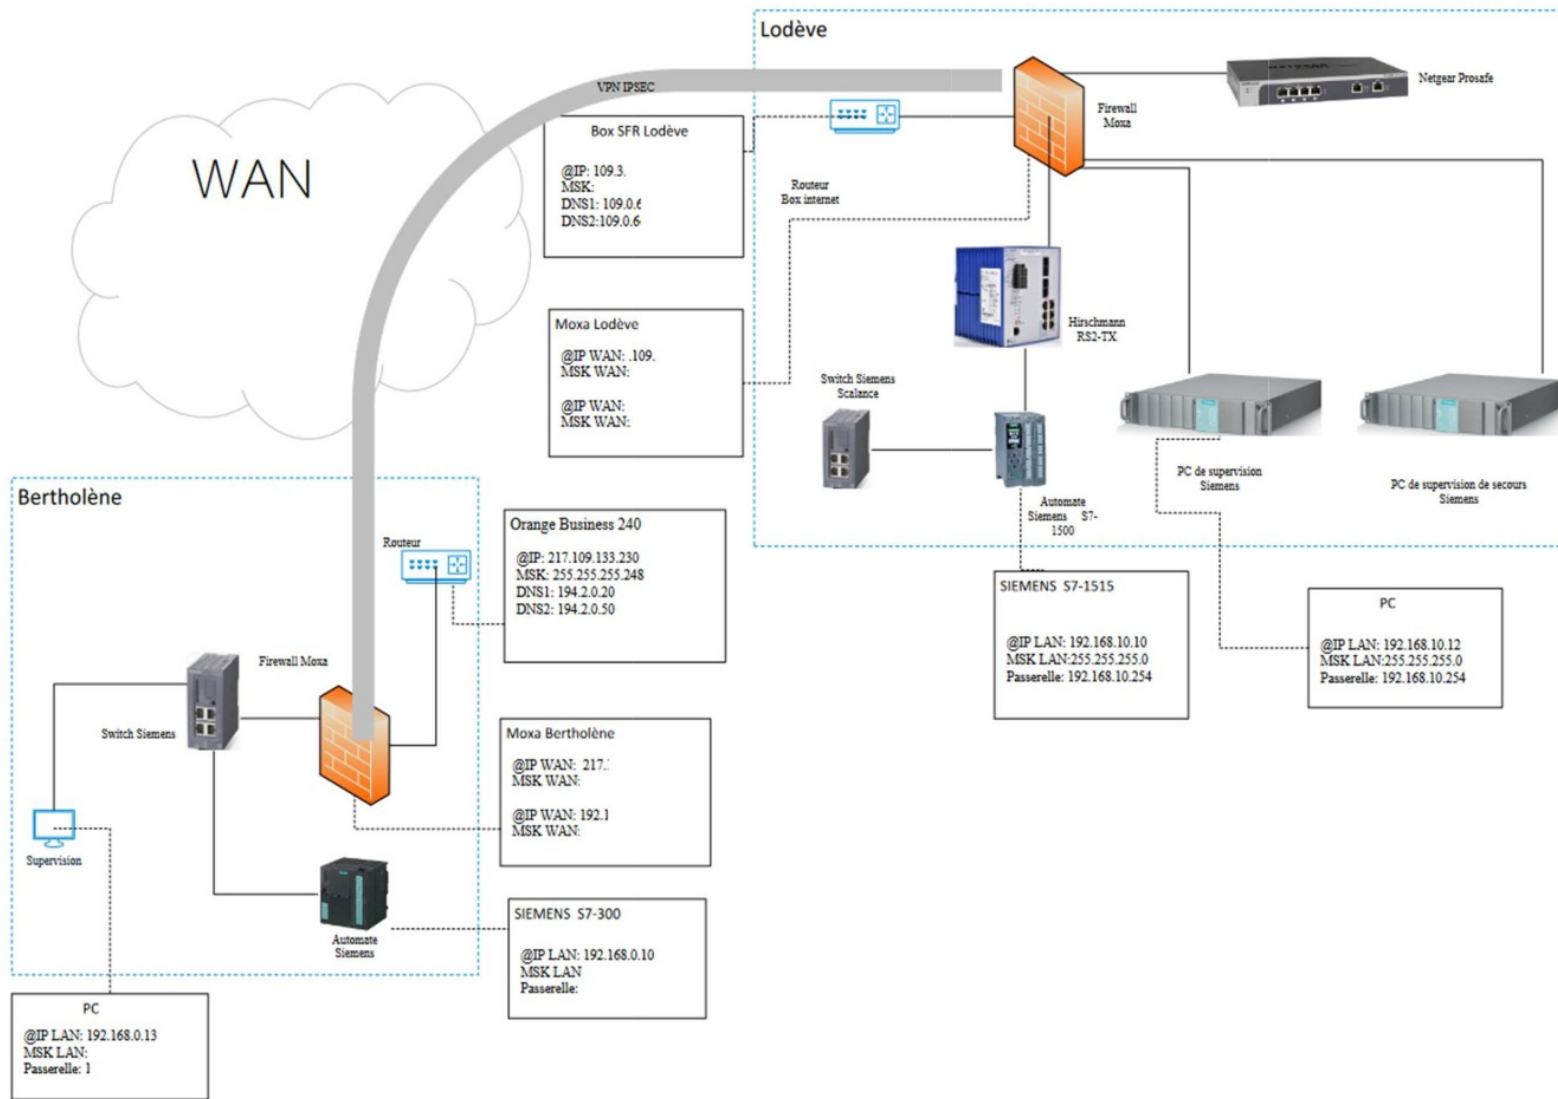 Lodève
VPN IPSEC
WAN
Netgear Prosafe
Firewall
Moxa
Box SFR Lodève
@IP: 109.3.
MSK:
DNS1: 109.0.6
DNS2:109.0.6
Routeur
Box internet
Moxa Lodève
@IP WAN: .109.
MSK WAN:
@IP WAN:
MSK WAN:
Hirschmann
RS2-TX
Switch Siemens
Scalance
PC de supervision
Siemens
PC de supervision de secours
Siemens
Automate
Siemens S7-
1500
Bertholène
Routeur
Orange Business 240
@IP: 217.109.133.230
MSK: 255.255.255.248
DNS1: 194.2.0.20
DNS2: 194.2.0.50
SIEMENS S7-1515
@IP LAN: 192.168.10.10
MSK LAN:255.255.255.0
Passerelle: 192.168.10.254
PC
@IP LAN: 192.168.10.12
MSK LAN:255.255.255.0
Passerelle: 192.168.10.254
Firewall Moxa
Switch Siemens
Moxa Bertholène
@IP WAN: 217.
MSK WAN:
@IP WAN: 192.1
MSK WAN:
Supervision
Automate
Siemens
SIEMENS S7-300
@IP LAN: 192.168.0.10
MSK LAN
Passerelle:
PC
@IP LAN: 192.168.0.13
MSK LAN:
Passerelle: 1